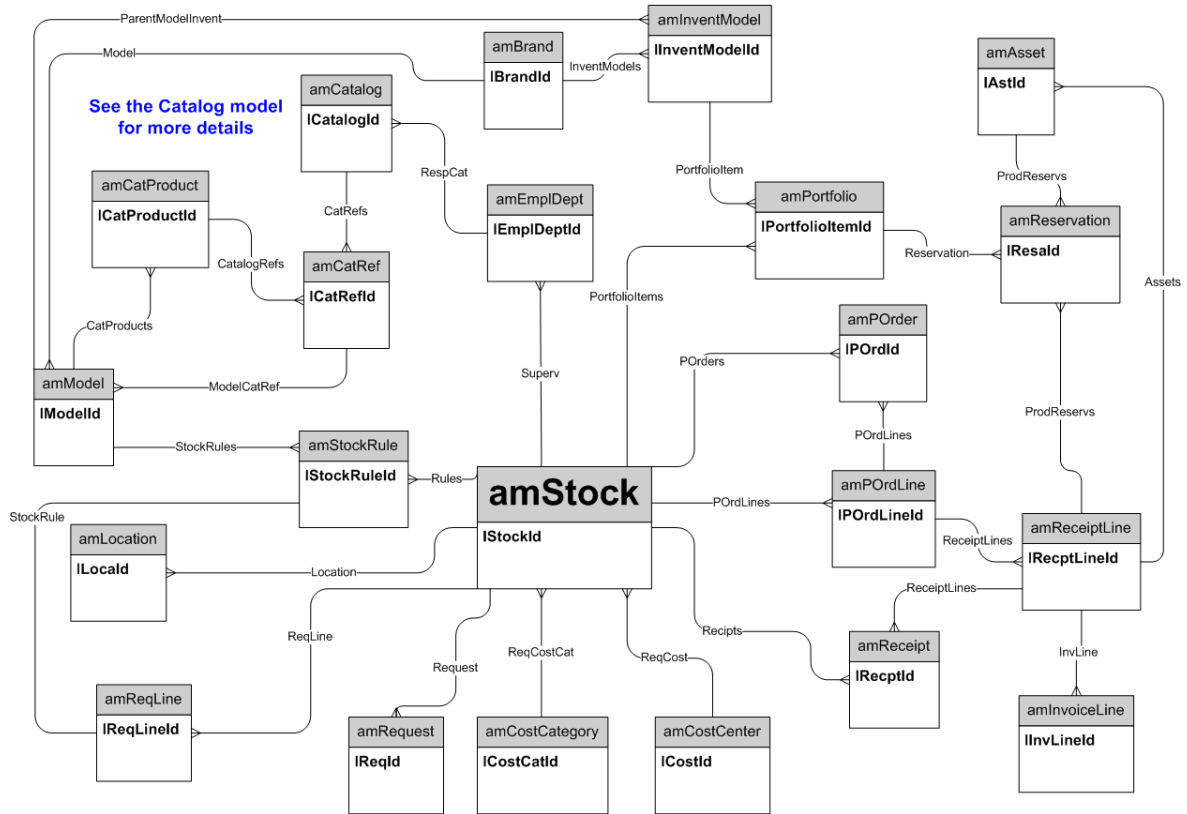 ParentModelInvent
amInventModel
lInventModelId
amBrand
lBrandId
Model
InventModels
amAsset
lAstId
amCatalog
lCatalogId
See the Catalog model
for more details
RespCat
PortfolioItem
ProdReservs
amCatProduct
lCatProductId
CatRefs
amEmplDept
lEmplDeptId
amPortfolio
lPortfolioItemId
amReservation
lResaId
Reservation
CatalogRefs
amCatRef
lCatRefId
PortfolioItems
Assets
CatProducts
amPOrder
lPOrdId
POrders
Superv
amModel
lModelId
ModelCatRef
ProdReservs
POrdLines
StockRules
amStockRule
lStockRuleId
Rules
amStock
lStockId
POrdLines
amPOrdLine
lPOrdLineId
StockRule
amLocation
lLocaId
Location
ReceiptLines
amReceiptLine
lRecptLineId
ReceiptLines
ReqLine
Request
ReqCostCat
ReqCost
Recipts
amReceipt
lRecptId
InvLine
amReqLine
lReqLineId
amRequest
lReqId
amCostCategory
lCostCatId
amCostCenter
lCostId
amInvoiceLine
lInvLineId